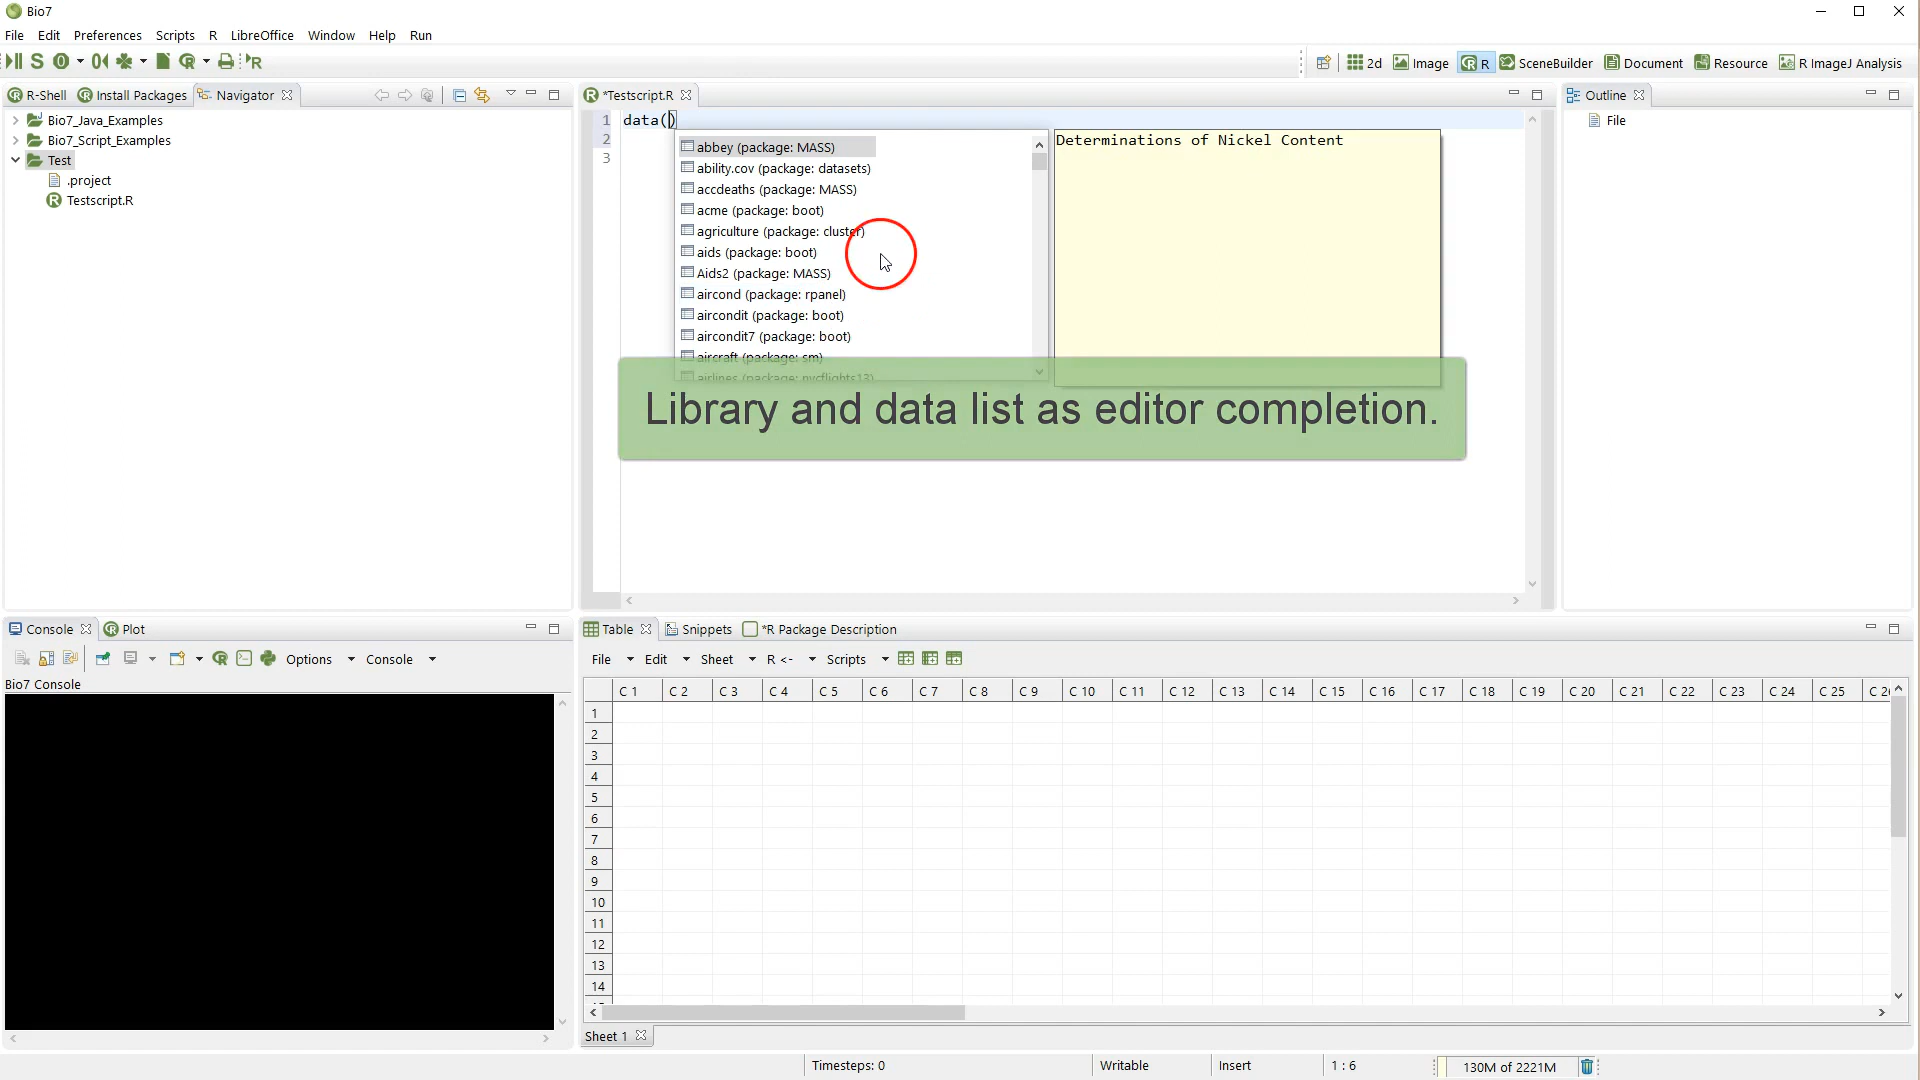 Bio7
File Edit Preferences Scripts R LibreOffice Window Help Run
2d Image R SceneBuilder Document Resource R ImageJ Analysis
R-Shell Install Packages Navigator
Bio7_Java_Examples
Bio7_Script_Examples
Test
.project
Testscript.R
*Testscript.R
1 data()
2
3
abbey (package: MASS)
ability.cov (package: datasets)
accdeaths (package: MASS)
acme (package: boot)
agriculture (package: cluster)
aids (package: boot)
Aids2 (package: MASS)
aircond (package: rpanel)
aircondit (package: boot)
aircondit7 (package: boot)
aircraft (package: sm)
airlines (package: nycflights13)
Determinations of Nickel Content
Library and data list as editor completion.
Outline
File
Console Plot
Options Console
Bio7 Console
Table Snippets *R Package Description
File Edit Sheet R <- Scripts
C 1 C 2 C 3 C 4 C 5 C 6 C 7 C 8 C 9 C 10 C 11 C 12 C 13 C 14 C 15 C 16 C 17 C 18 C 19 C 20 C 21 C 22 C 23 C 24 C 25
1
2
3
4
5
6
7
8
9
10
11
12
13
14
Sheet 1
Timesteps: 0 Writable Insert 1 : 6 130M of 2221M